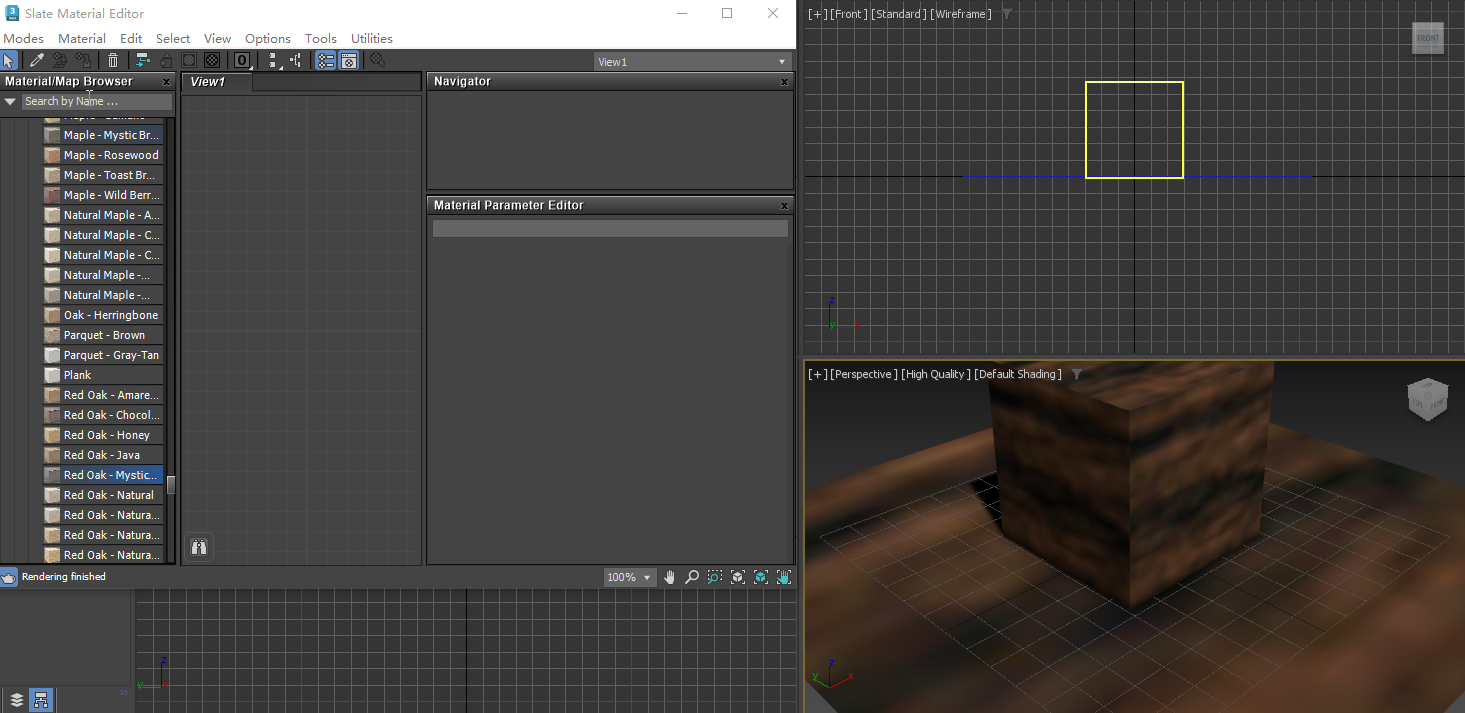 Slate Material Editor
Modes Material Edit Select View Options Tools Utilities
View1
Material/Map Browser
Search by Name ...
Maple - Mystic Br...
Maple - Rosewood
Maple - Toast Br...
Maple - Wild Berr...
Natural Maple - A...
Natural Maple - C...
Natural Maple - C...
Natural Maple -...
Natural Maple -...
Oak - Herringbone
Parquet - Brown
Parquet - Gray-Tan
Plank
Red Oak - Amare...
Red Oak - Chocol...
Red Oak - Honey
Red Oak - Java
Red Oak - Mystic...
Red Oak - Natural
Red Oak - Natura...
Red Oak - Natura...
Red Oak - Natura...
View1
Navigator
Material Parameter Editor
Rendering finished
100%
[+] [Front] [Standard] [Wireframe]
FRONT
z
y x
[+] [Perspective] [High Quality] [Default Shading]
FRONT
z
y x
z
y